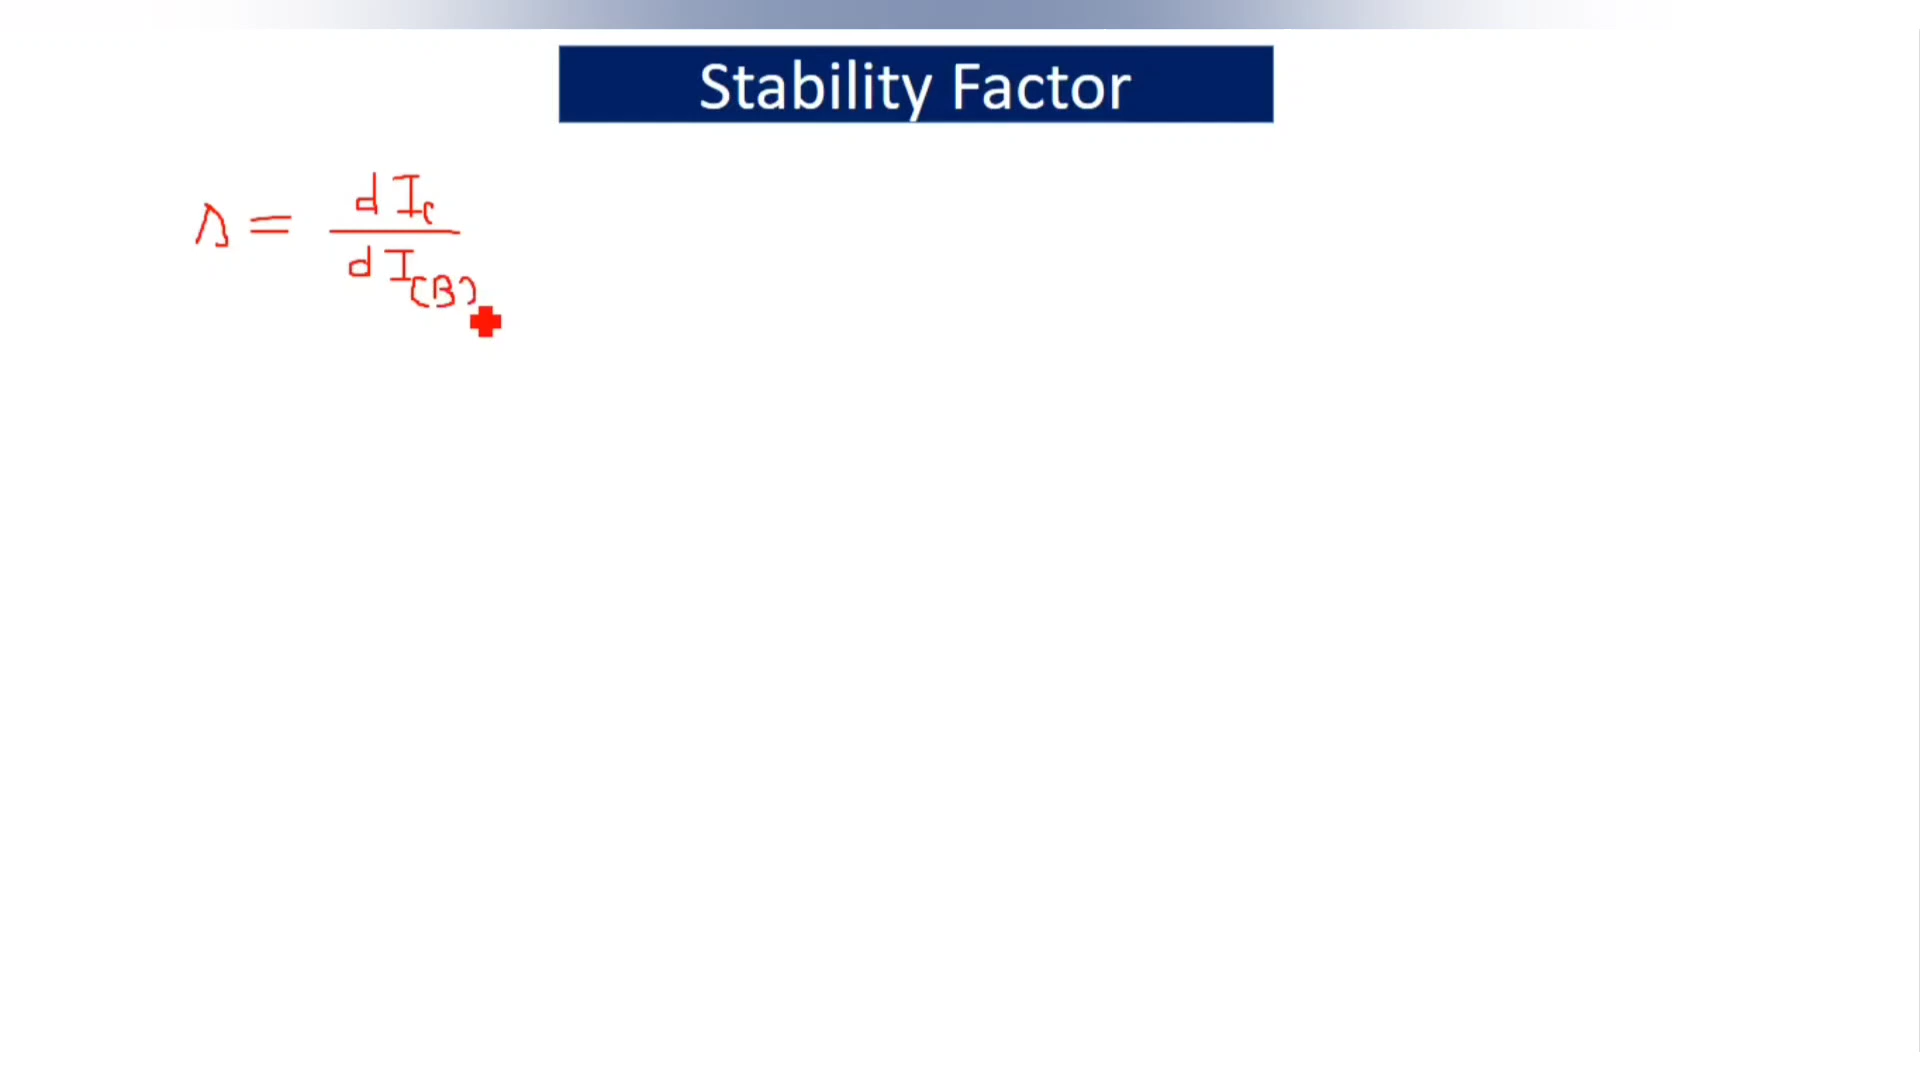 Stability Factor
s = dIc / dI(B)